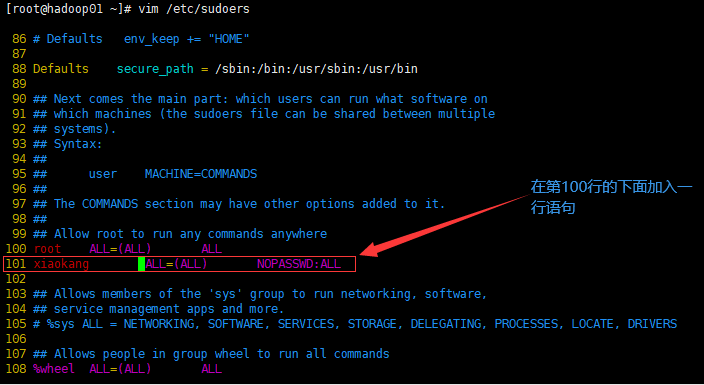 [root@hadoop01 ~]# vim /etc/sudoers
86 # Defaults   env_keep += "HOME"
87
88 Defaults    secure_path = /sbin:/bin:/usr/sbin:/usr/bin
89
90 ## Next comes the main part: which users can run what software on
91 ## which machines (the sudoers file can be shared between multiple
92 ## systems).
93 ## Syntax:
94 ##
95 ##      user    MACHINE=COMMANDS
96 ##
97 ## The COMMANDS section may have other options added to it.
98 ##
99 ## Allow root to run any commands anywhere
100 root    ALL=(ALL)       ALL
101 xiaokang        ALL=(ALL)       NOPASSWD:ALL
在第100行的下面加入一
行语句
102
103 ## Allows members of the 'sys' group to run networking, software,
104 ## service management apps and more.
105 # %sys ALL = NETWORKING, SOFTWARE, SERVICES, STORAGE, DELEGATING, PROCESSES, LOCATE, DRIVERS
106
107 ## Allows people in group wheel to run all commands
108 %wheel  ALL=(ALL)       ALL